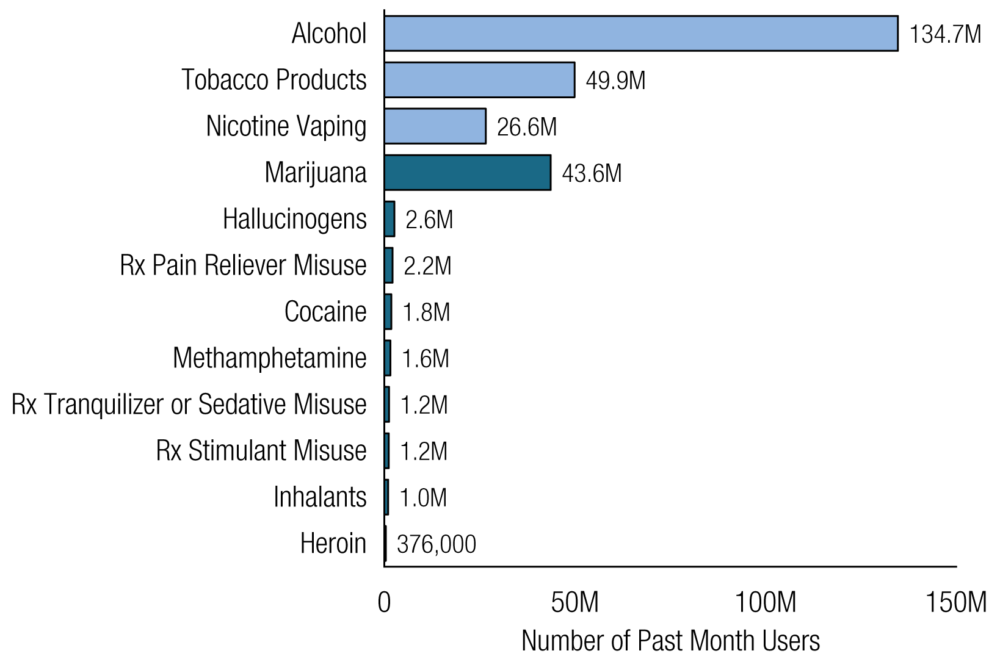 Alcohol 134.7M
Tobacco Products 49.9M
Nicotine Vaping 26.6M
Marijuana 43.6M
Hallucinogens 2.6M
Rx Pain Reliever Misuse 2.2M
Cocaine 1.8M
Methamphetamine 1.6M
Rx Tranquilizer or Sedative Misuse 1.2M
Rx Stimulant Misuse 1.2M
Inhalants 1.0M
Heroin 376,000
0 50M 100M 150M
Number of Past Month Users